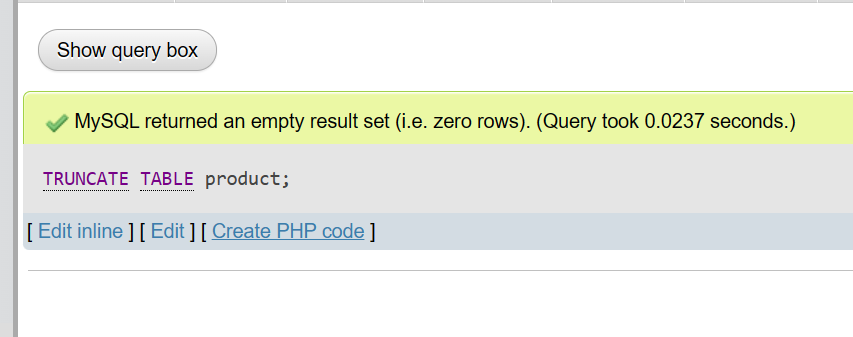 Show query box
MySQL returned an empty result set (i.e. zero rows). (Query took 0.0237 seconds.)
TRUNCATE TABLE product;
[ Edit inline ] [ Edit ] [ Create PHP code ]